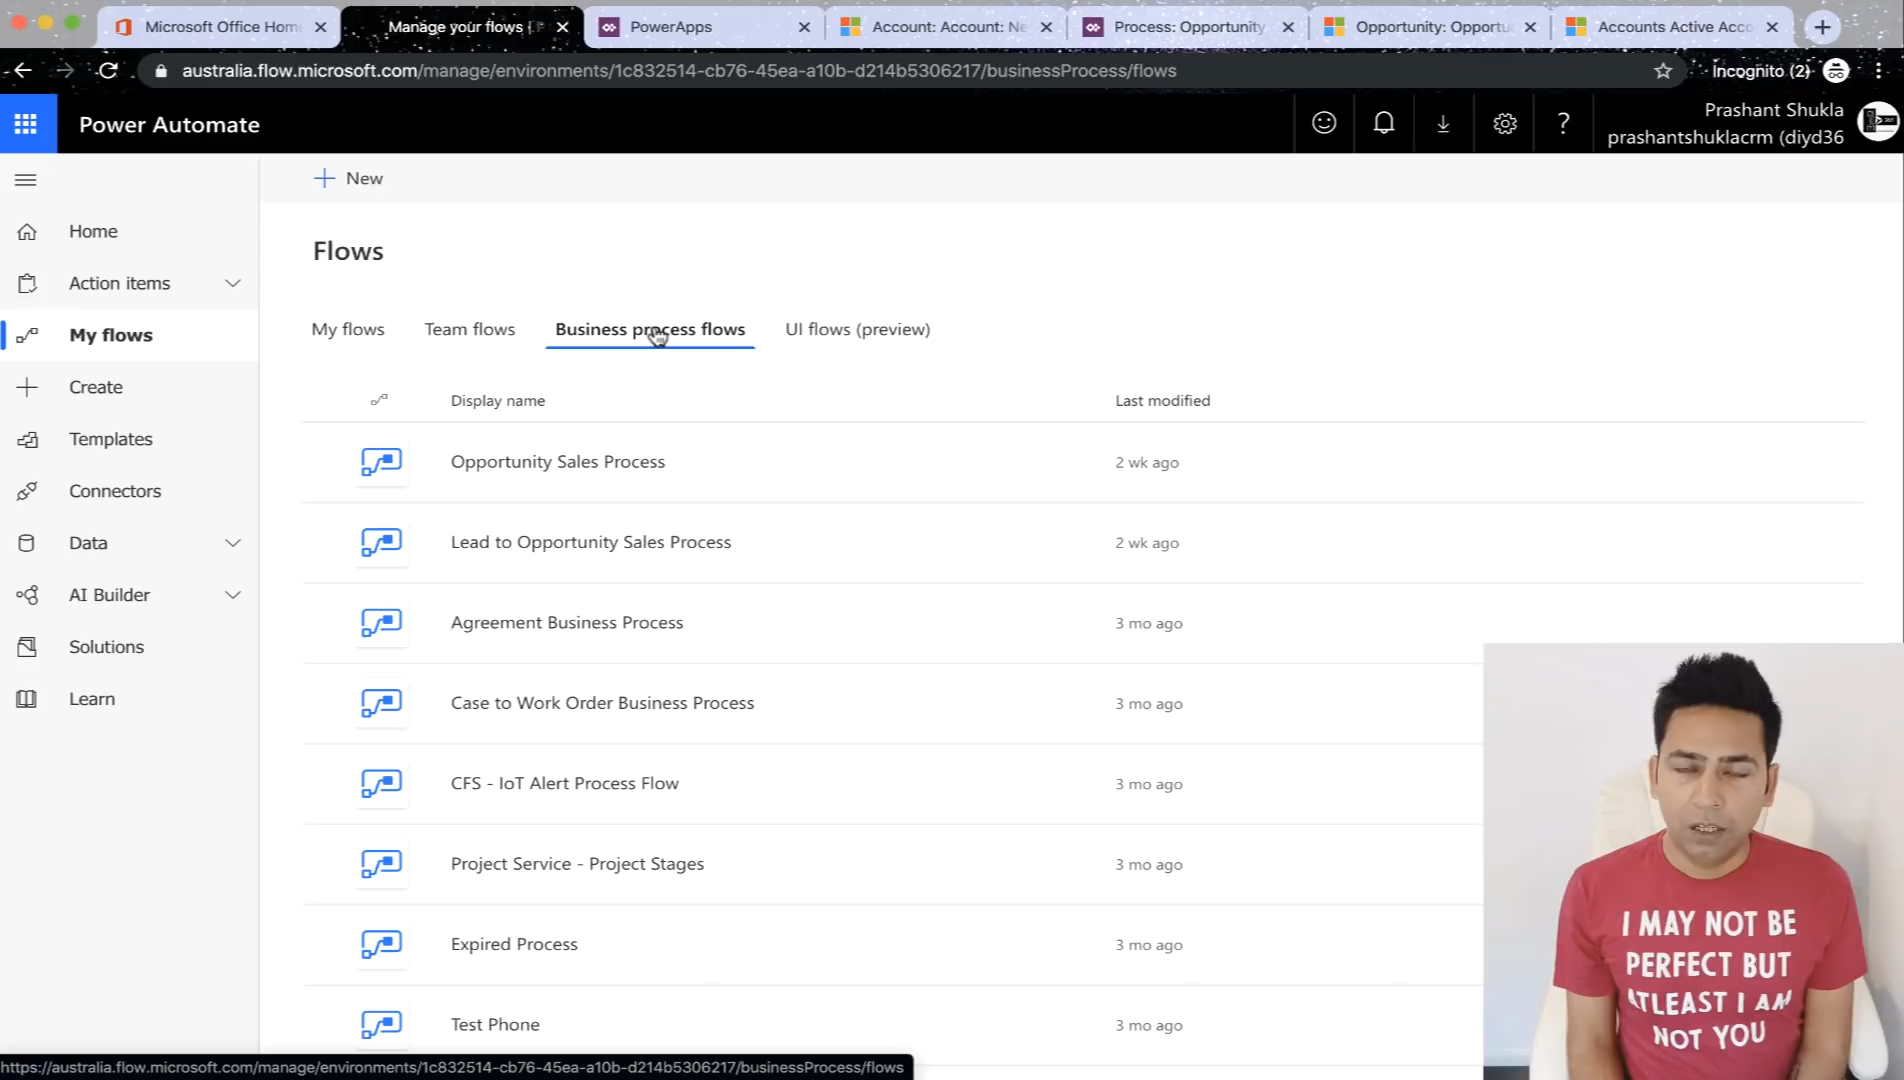 Microsoft Office Home
Manage your flows
PowerApps
Account: Account: Ne
Process: Opportunity
Opportunity: Opportu
Accounts Active Acco
australia.flow.microsoft.com/manage/environments/1c832514-cb76-45ea-a10b-d214b5306217/businessProcess/flows
Incognito (2)
Power Automate
?
Prashant Shukla
prashantshuklacrm (diyd36
New
Home
Action items
My flows
Create
Templates
Connectors
Data
AI Builder
Solutions
Learn
Flows
My flows
Team flows
Business process flows
UI flows (preview)
Display name
Last modified
Opportunity Sales Process
2 wk ago
Lead to Opportunity Sales Process
2 wk ago
Agreement Business Process
3 mo ago
Case to Work Order Business Process
3 mo ago
CFS - IoT Alert Process Flow
3 mo ago
Project Service - Project Stages
3 mo ago
Expired Process
3 mo ago
Test Phone
3 mo ago
I MAY NOT BE
PERFECT BUT
ATLEAST I AM
NOT YOU
https://australia.flow.microsoft.com/manage/environments/1c832514-cb76-45ea-a10b-d214b5306217/businessProcess/flows